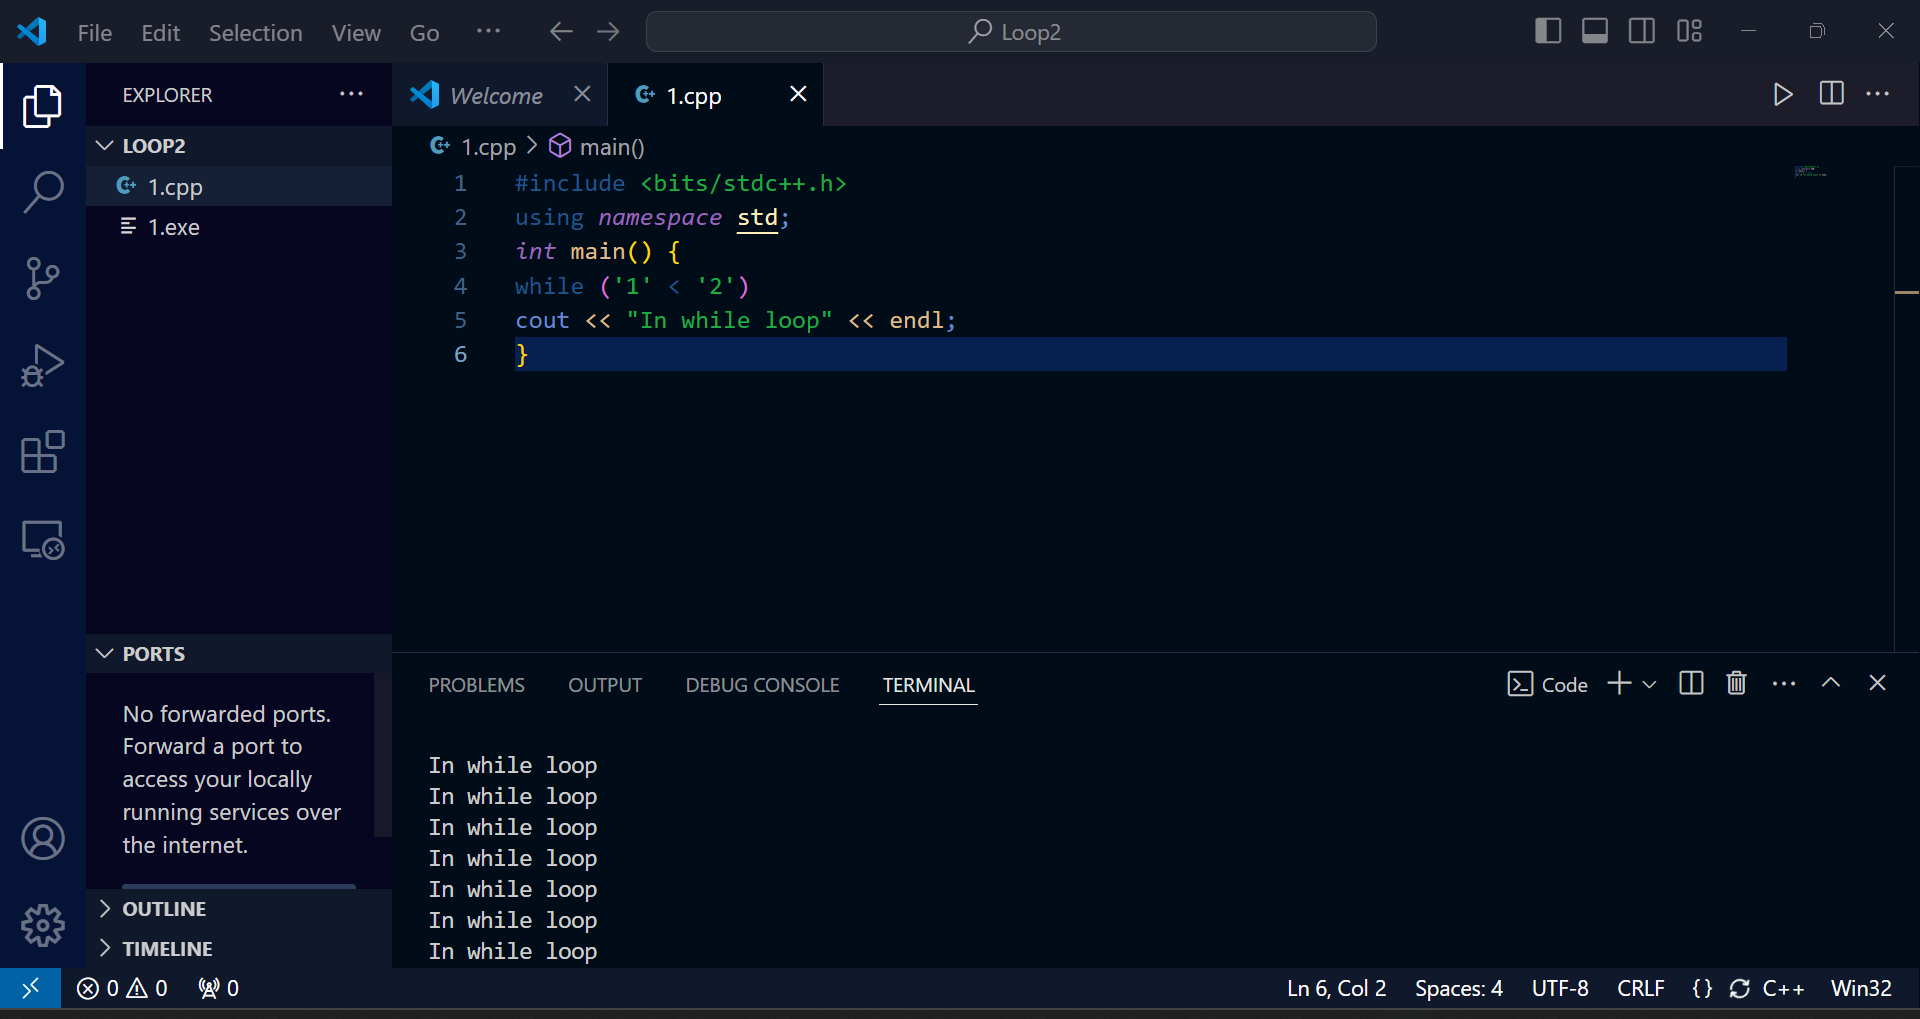 File Edit Selection View Go ··· Loop2
EXPLORER ···
LOOP2
1.cpp
1.exe
Welcome
1.cpp
1.cpp > main()
1 #include <bits/stdc++.h>
2 using namespace std;
3 int main() {
4 while ('1' < '2')
5 cout << "In while loop" << endl;
6 }
PORTS
No forwarded ports.
Forward a port to
access your locally
running services over
the internet.
OUTLINE
TIMELINE
PROBLEMS OUTPUT DEBUG CONSOLE TERMINAL Code
In while loop
In while loop
In while loop
In while loop
In while loop
In while loop
In while loop
0 0 0 Ln 6, Col 2 Spaces: 4 UTF-8 CRLF {} C++ Win32